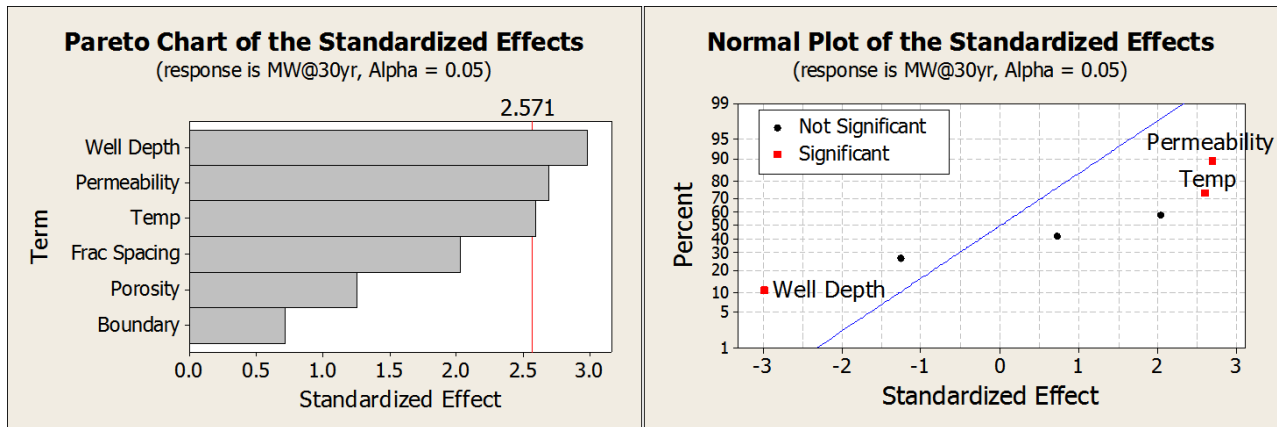 Pareto Chart of the Standardized Effects
(response is MW@30yr, Alpha = 0.05)
2.571
Term
Well Depth
Permeability
Temp
Frac Spacing
Porosity
Boundary
0.0 0.5 1.0 1.5 2.0 2.5 3.0
Standardized Effect
Normal Plot of the Standardized Effects
(response is MW@30yr, Alpha = 0.05)
Percent
99
95
90
80
70
60
50
40
30
20
10
5
1
Not Significant
Significant
Permeability
Temp
Well Depth
-3 -2 -1 0 1 2 3
Standardized Effect